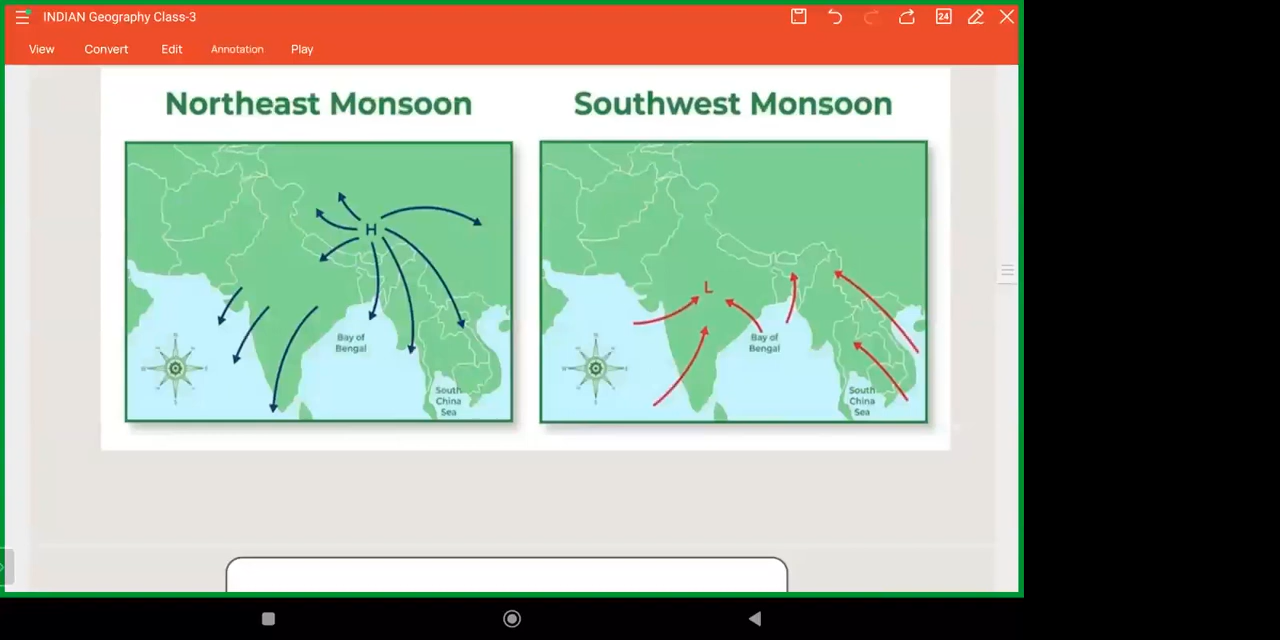 INDIAN Geography Class-3
24
View Convert Edit Annotation Play
Northeast Monsoon
Southwest Monsoon
H
Bay of
Bengal
South
China
Sea
L
Bay of
Bengal
South
China
Sea